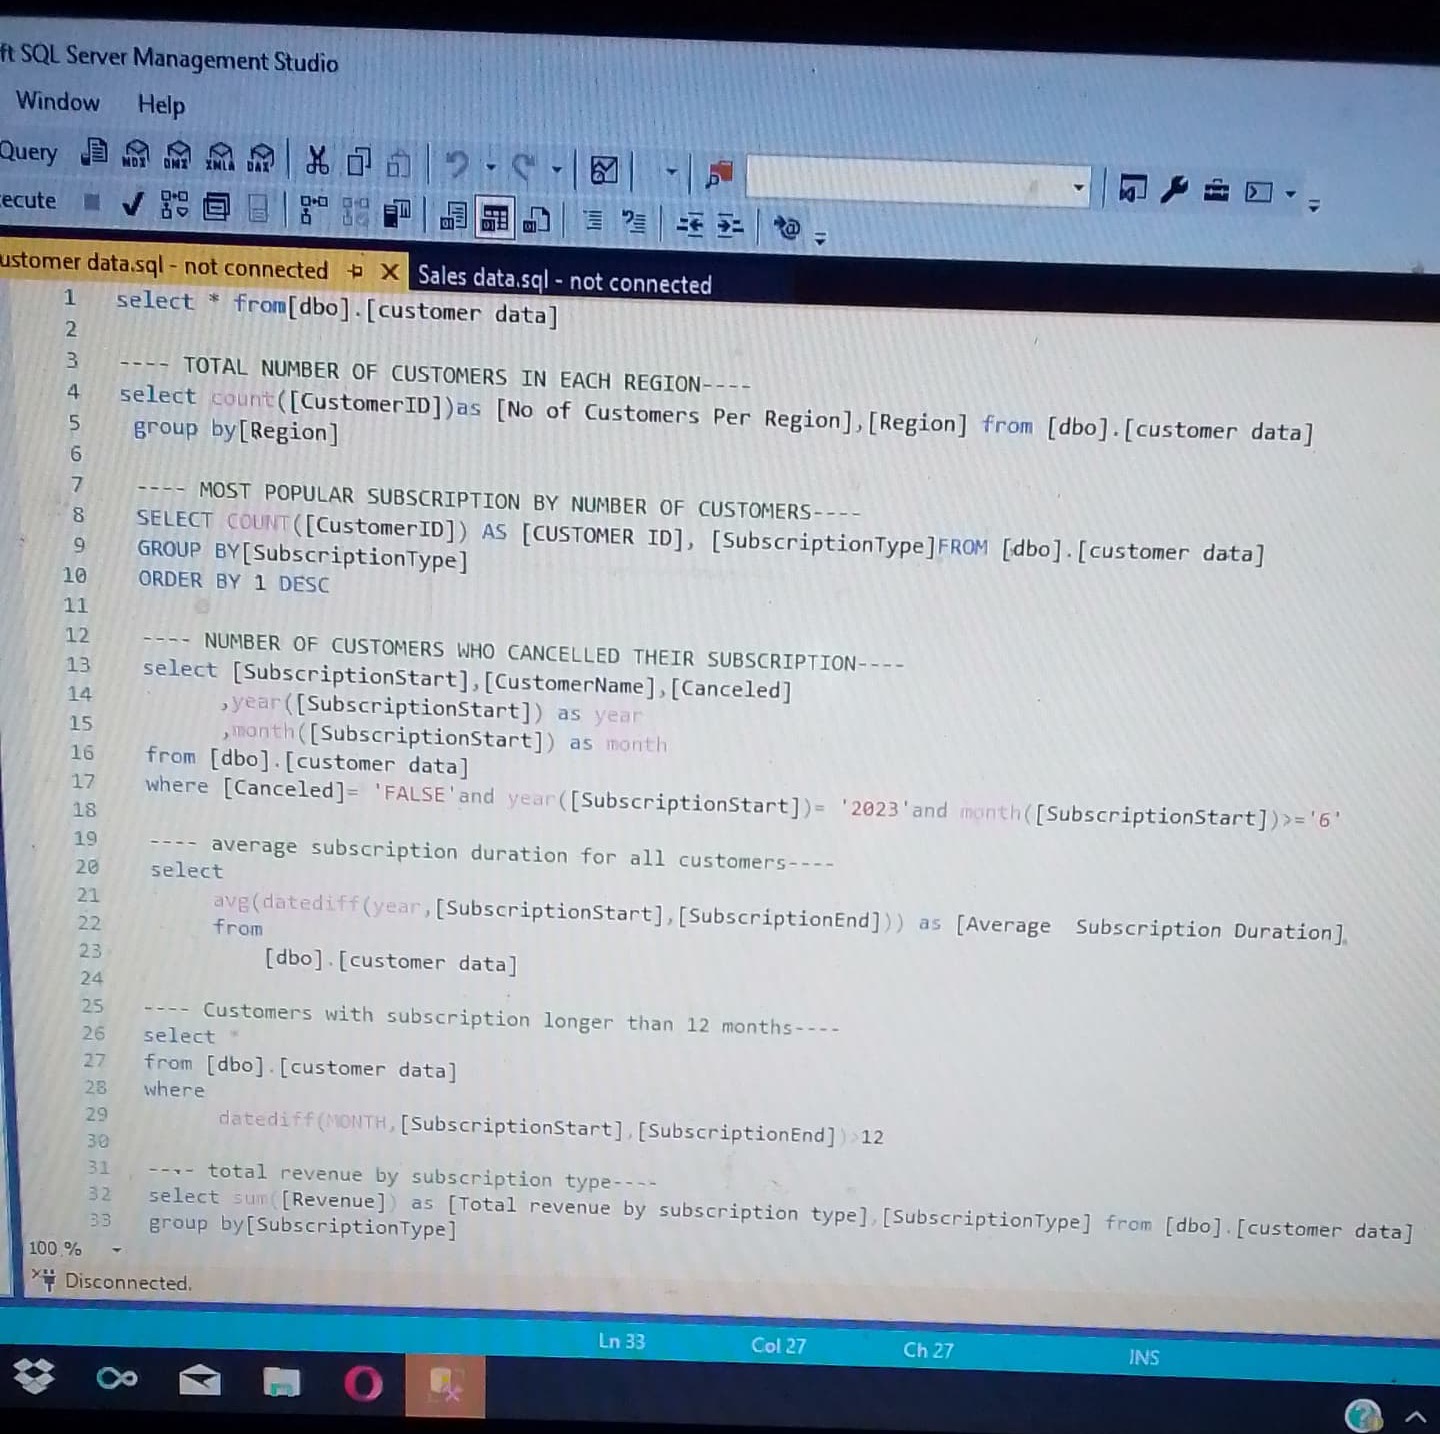 ft SQL Server Management Studio
Window Help
Query MDX DMX XMLA DAX
ecute
ustomer data.sql - not connected X Sales data.sql - not connected
1 select * from[dbo].[customer data]
2
3 ---- TOTAL NUMBER OF CUSTOMERS IN EACH REGION----
4 select count([CustomerID])as [No of Customers Per Region],[Region] from [dbo].[customer data]
5 group by[Region]
6
7 ---- MOST POPULAR SUBSCRIPTION BY NUMBER OF CUSTOMERS----
8 SELECT COUNT([CustomerID]) AS [CUSTOMER ID], [SubscriptionType]FROM [dbo].[customer data]
9 GROUP BY[SubscriptionType]
10 ORDER BY 1 DESC
11
12 ---- NUMBER OF CUSTOMERS WHO CANCELLED THEIR SUBSCRIPTION----
13 select [SubscriptionStart],[CustomerName],[Canceled]
14 ,year([SubscriptionStart]) as year
15 ,month([SubscriptionStart]) as month
16 from [dbo].[customer data]
17 where [Canceled]= 'FALSE'and year([SubscriptionStart])= '2023'and month([SubscriptionStart])>='6'
18
19 ---- average subscription duration for all customers----
20 select
21 avg(datediff(year,[SubscriptionStart],[SubscriptionEnd])) as [Average Subscription Duration]
22 from
23 [dbo].[customer data]
24
25 ---- Customers with subscription longer than 12 months----
26 select *
27 from [dbo].[customer data]
28 where
29 datediff(MONTH,[SubscriptionStart],[SubscriptionEnd])>12
30
31 ---- total revenue by subscription type----
32 select sum([Revenue]) as [Total revenue by subscription type],[SubscriptionType] from [dbo].[customer data]
33 group by[SubscriptionType]
100 %
Disconnected.
Ln 33 Col 27 Ch 27 INS